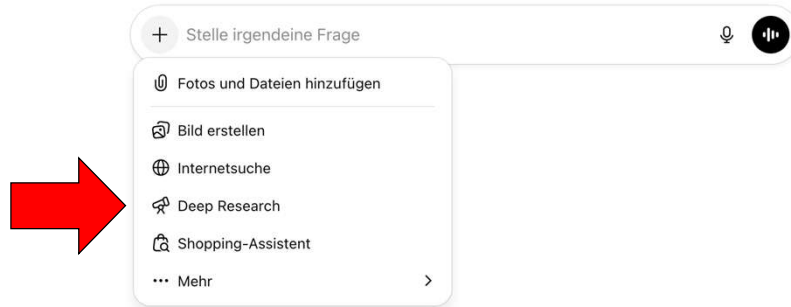 Stelle irgendeine Frage
Fotos und Dateien hinzufügen
Bild erstellen
Internetsuche
Deep Research
Shopping-Assistent
Mehr